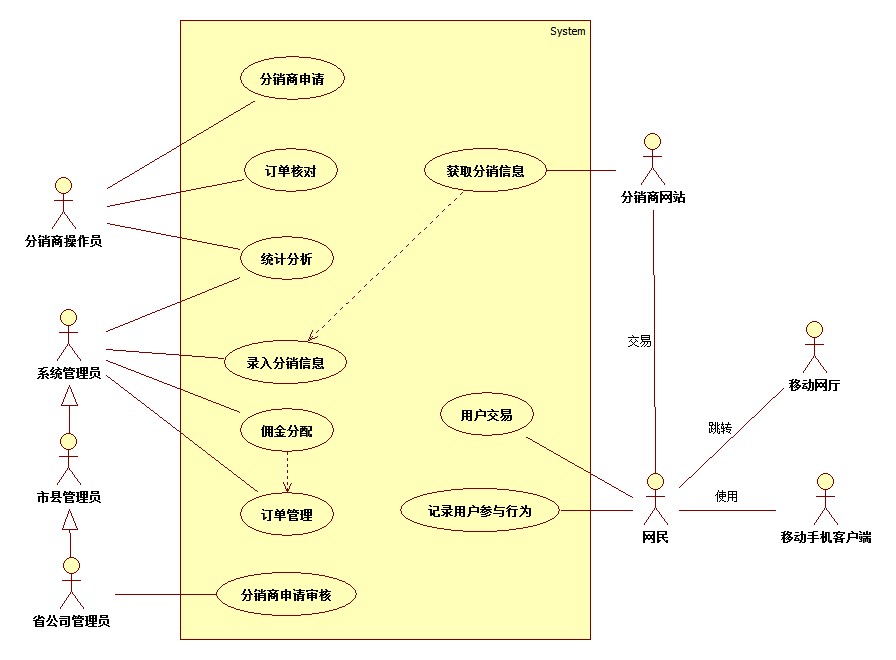 System
分销商申请
订单核对
获取分销信息
分销商网站
分销商操作员
统计分析
交易
录入分销信息
系统管理员
移动网厅
用户交易
佣金分配
跳转
市县管理员
使用
订单管理
记录用户参与行为
网民
移动手机客户端
分销商申请审核
省公司管理员